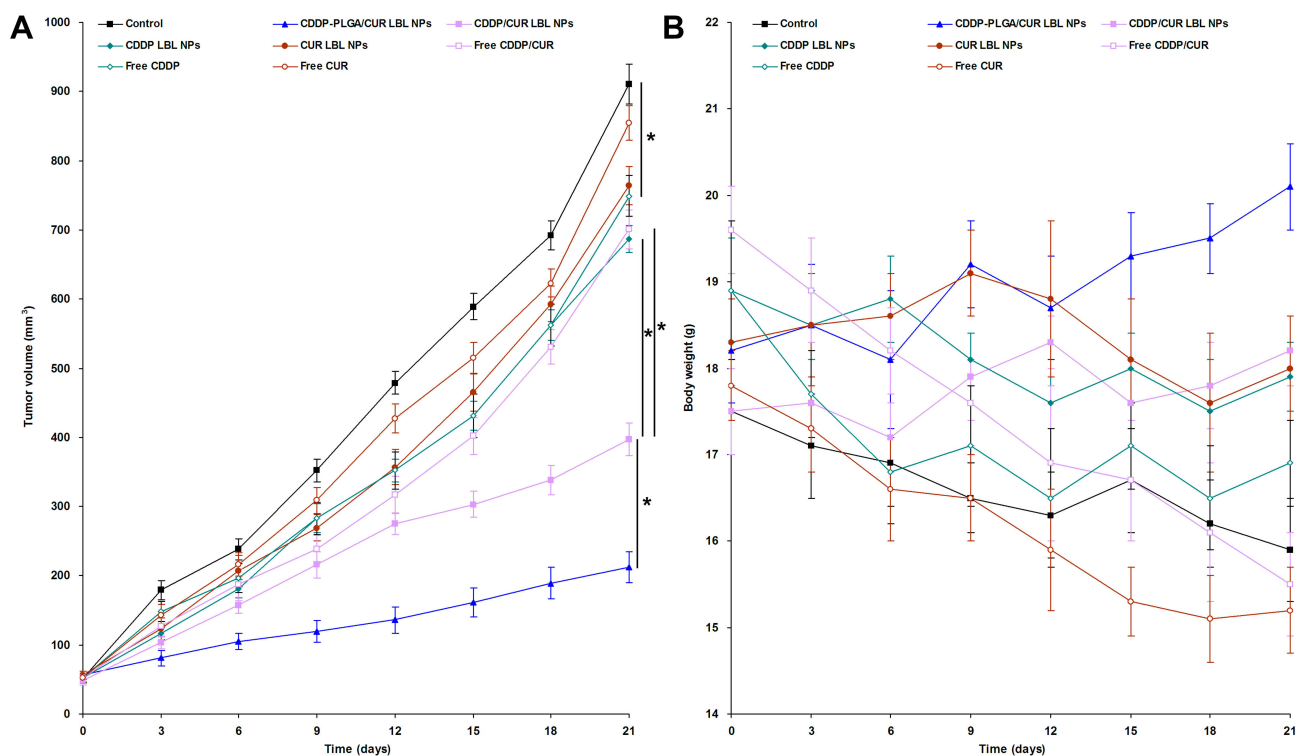 A
Control
CDDP-PLGA/CUR LBL NPs
CDDP/CUR LBL NPs
CDDP LBL NPs
CUR LBL NPs
Free CDDP/CUR
Free CDDP
Free CUR
1000
900
800
700
600
500
400
300
200
100
0
Tumor volume (mm 3)
*
*
*
*
0 3 6 9 12 15 18 21
Time (days)
B
Control
CDDP-PLGA/CUR LBL NPs
CDDP/CUR LBL NPs
CDDP LBL NPs
CUR LBL NPs
Free CDDP/CUR
Free CDDP
Free CUR
22
21
20
19
18
17
16
15
14
Body weight (g)
0 3 6 9 12 15 18 21
Time (days)